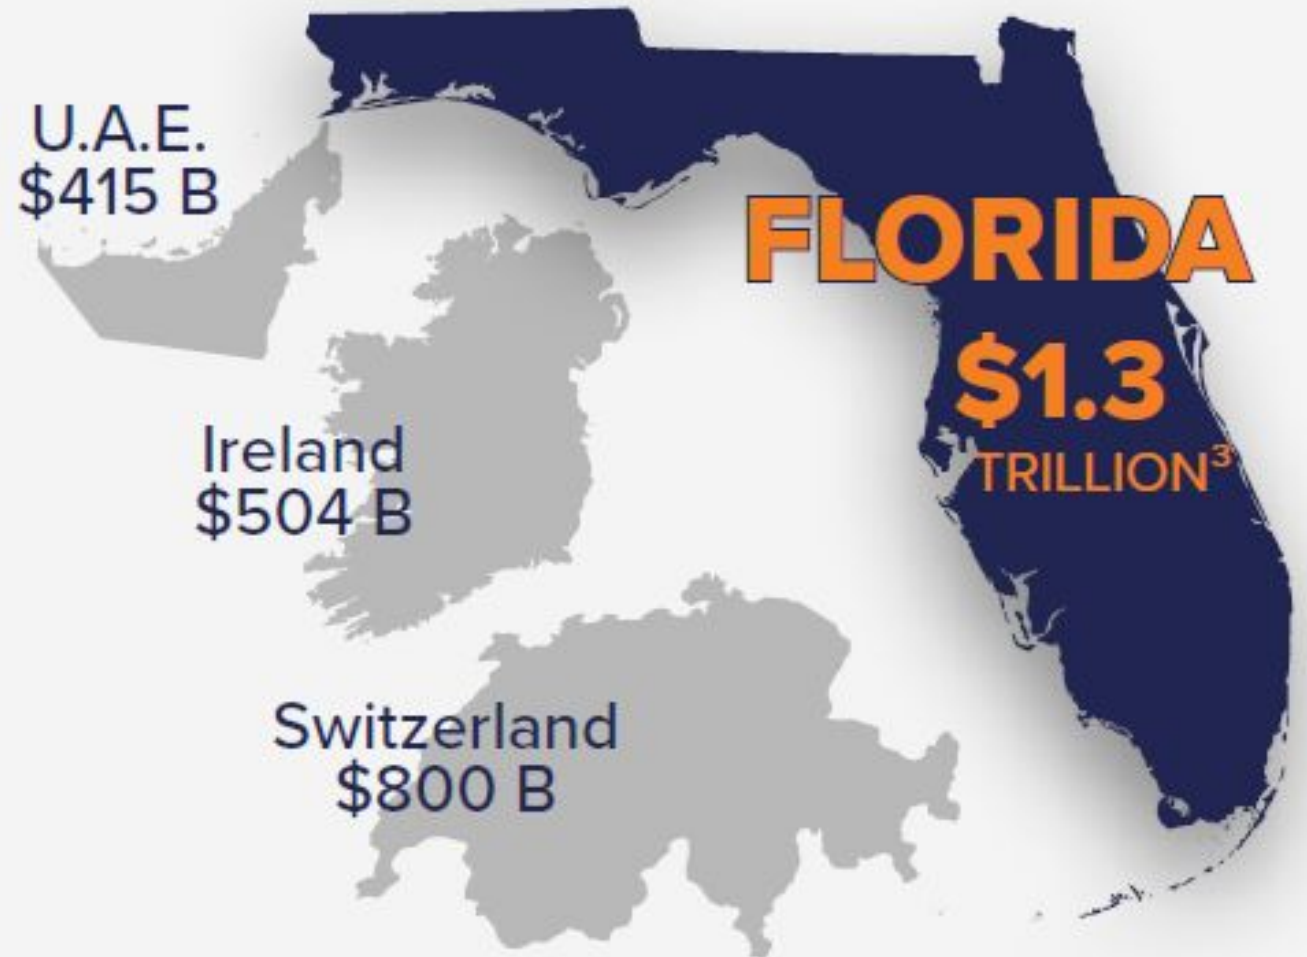 U.A.E.
$415 B
FLORIDA
$1.3
TRILLION³
Ireland
$504 B
Switzerland
$800 B